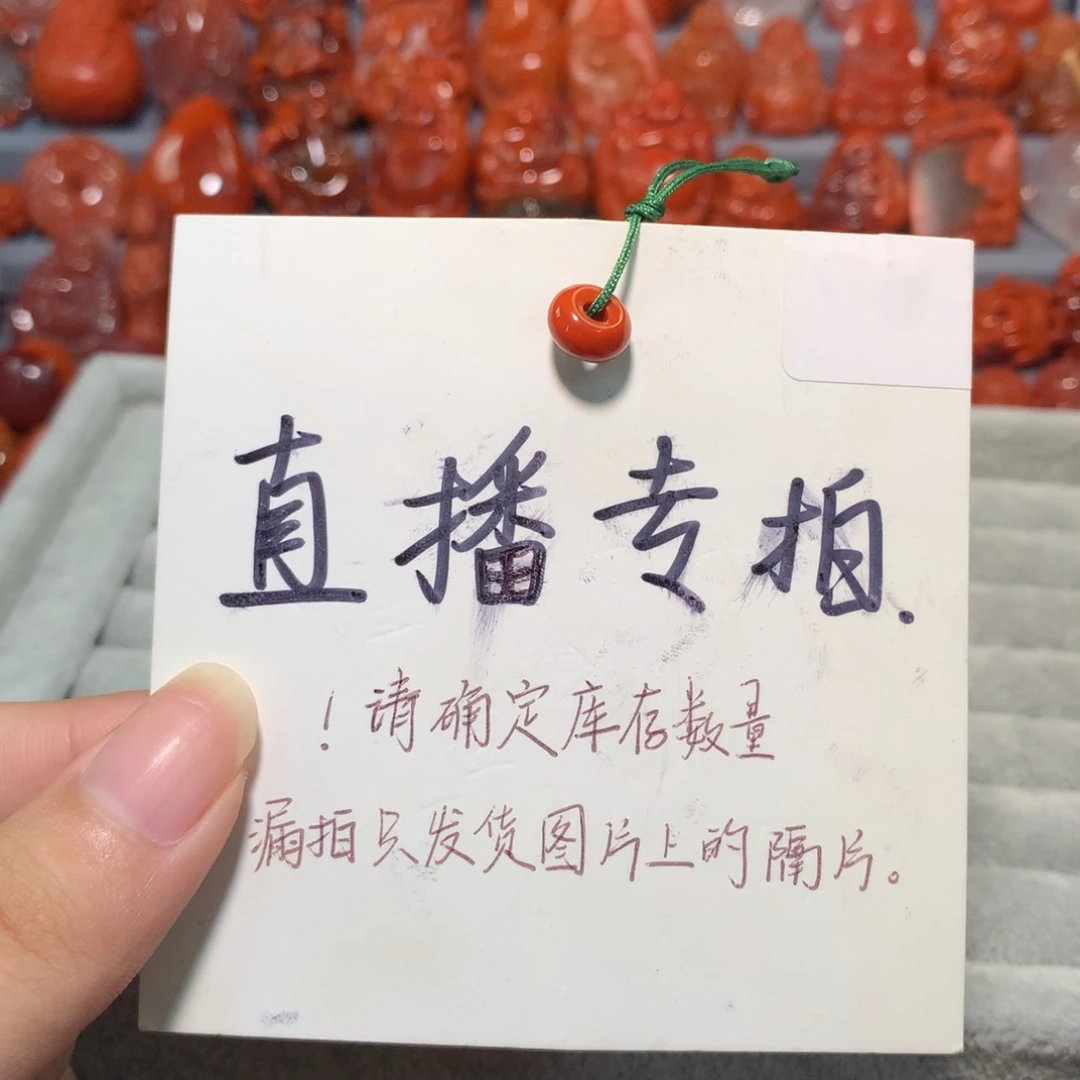 直播专拍.
！请确定库存数量
漏拍只发货图片上的隔片。